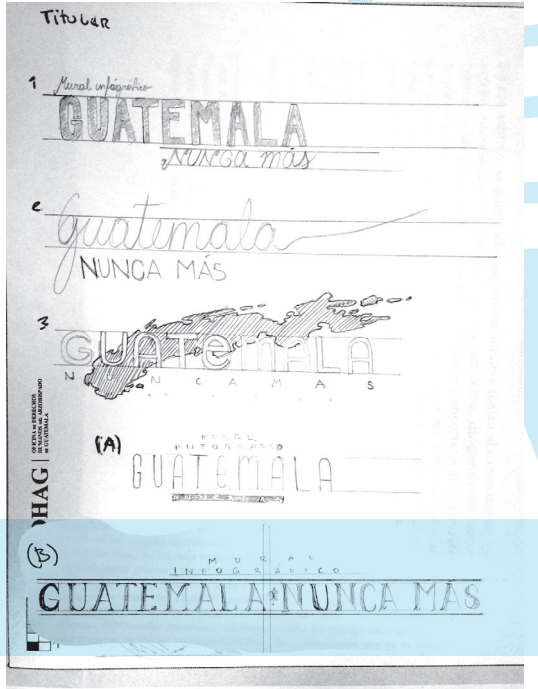 TITULAR
1
Mural infográfico
GUATEMALA
NUNCA más
2
Guatemala
NUNCA MÁS
3
GUATemALA
N U N C A M A S
OFICINA DE DERECHOS
HUMANOS DEL ARZOBISPADO
DE GUATEMALA
DHAG
(A)
MURAL
INFOGRÁFICO
GUATeMALA
(B)
MURAL
INFOGRÁFICO
GUATEMALA NUNCA MÁS